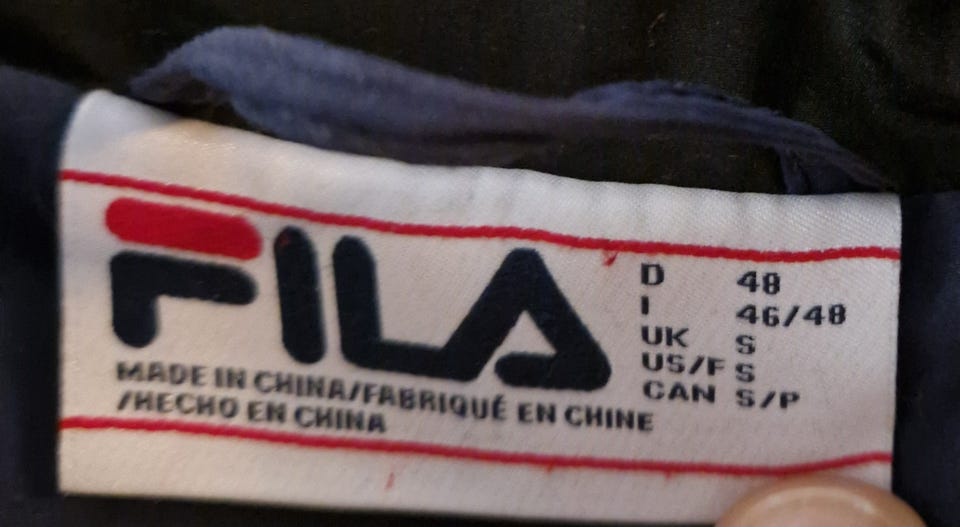 FILA
MADE IN CHINA/FABRIQUÉ EN CHINE
/HECHO EN CHINA
D 48
I 46/48
UK S
US/F S
CAN S/P